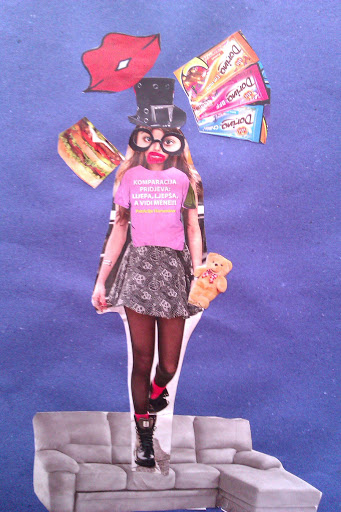 Dorina
Dorina
Dorina
KOMPARACIJA
PRIDJEVA:
LIJEPA, LJEPŠA,
A VIDI MENE!!!